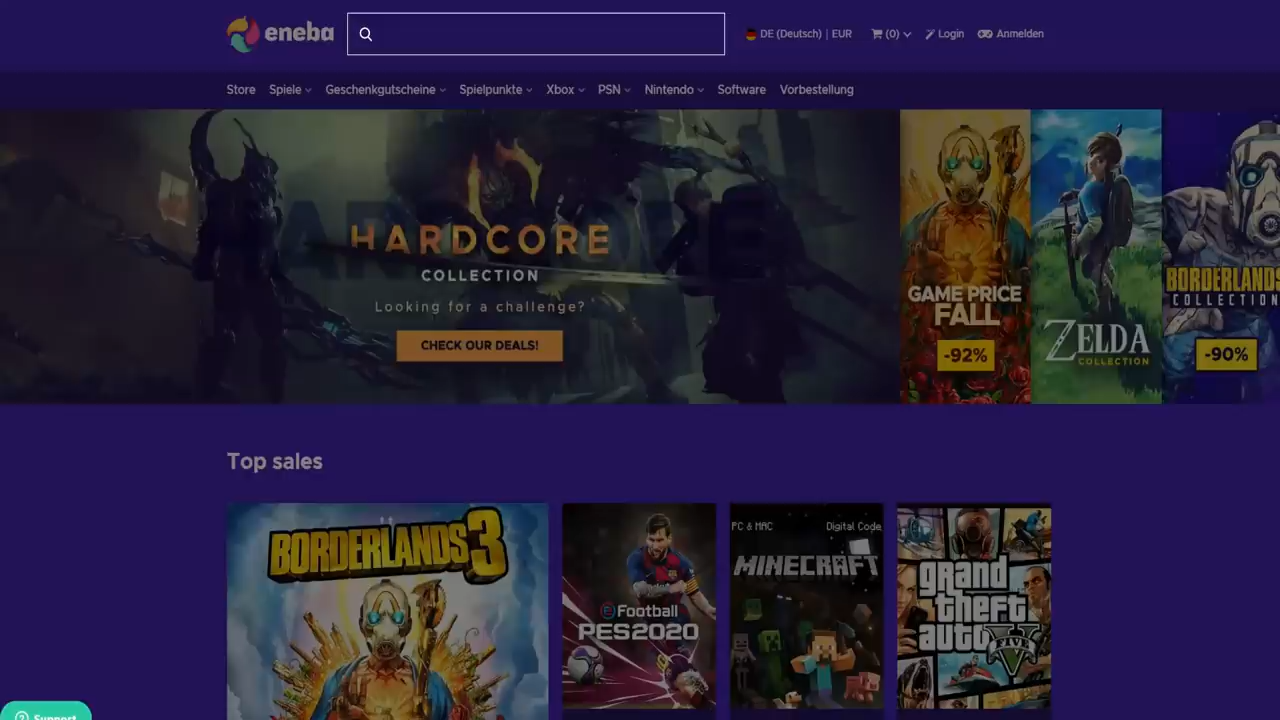 eneba
DE (Deutsch) | EUR
(0)
Login
Anmelden
Store
Spiele
Geschenkgutscheine
Spielpunkte
Xbox
PSN
Nintendo
Software
Vorbestellung
HARDCORE
COLLECTION
Looking for a challenge?
CHECK OUR DEALS!
GAME PRICE
FALL
-92%
ZELDA
COLLECTION
BORDERLANDS
COLLECTION
-90%
Top sales
BORDERLANDS 3
eFootball
PES2020
PC & MAC
Digital Code
MINECRAFT
grand
theft
auto V
FIVE
Support